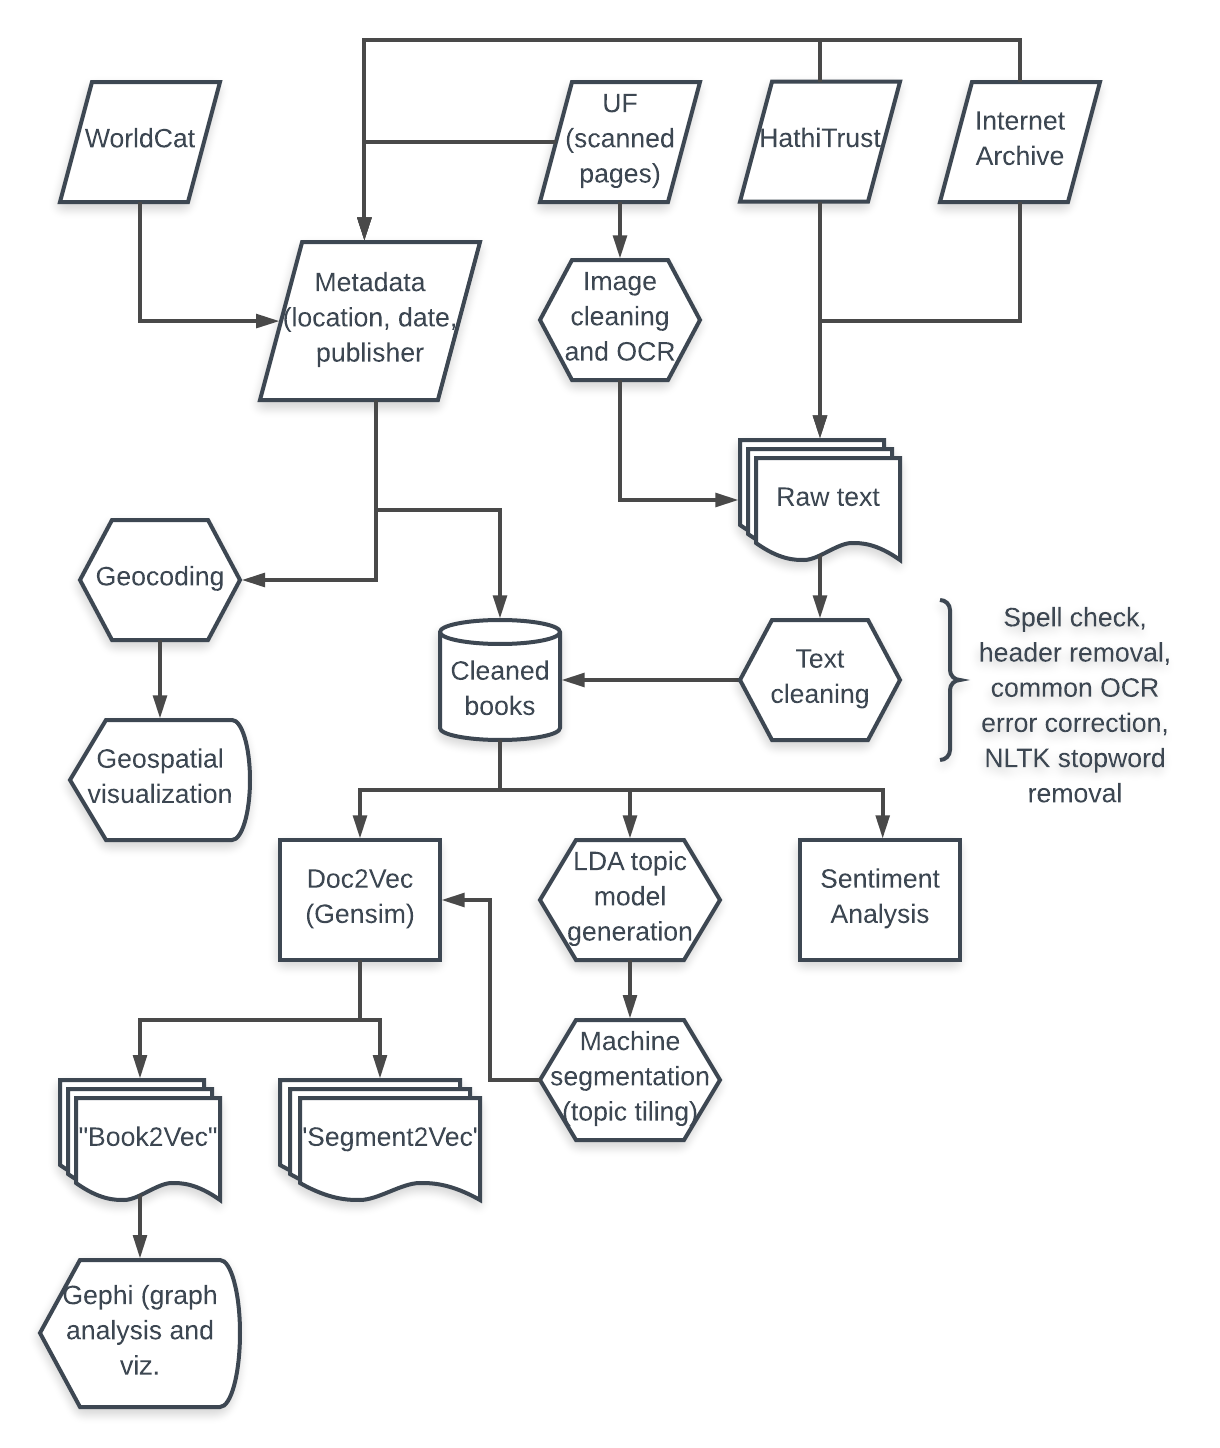 WorldCat
UF
(scanned
pages)
HathiTrust
Internet
Archive
Metadata
(location, date,
publisher
Image
cleaning
and OCR
Raw text
Geocoding
Cleaned
books
Text
cleaning
Spell check,
header removal,
common OCR
error correction,
NLTK stopword
removal
Geospatial
visualization
Doc2Vec
(Gensim)
LDA topic
model
generation
Sentiment
Analysis
Machine
segmentation
(topic tiling)
"Book2Vec"
'Segment2Vec'
Gephi (graph
analysis and
viz.